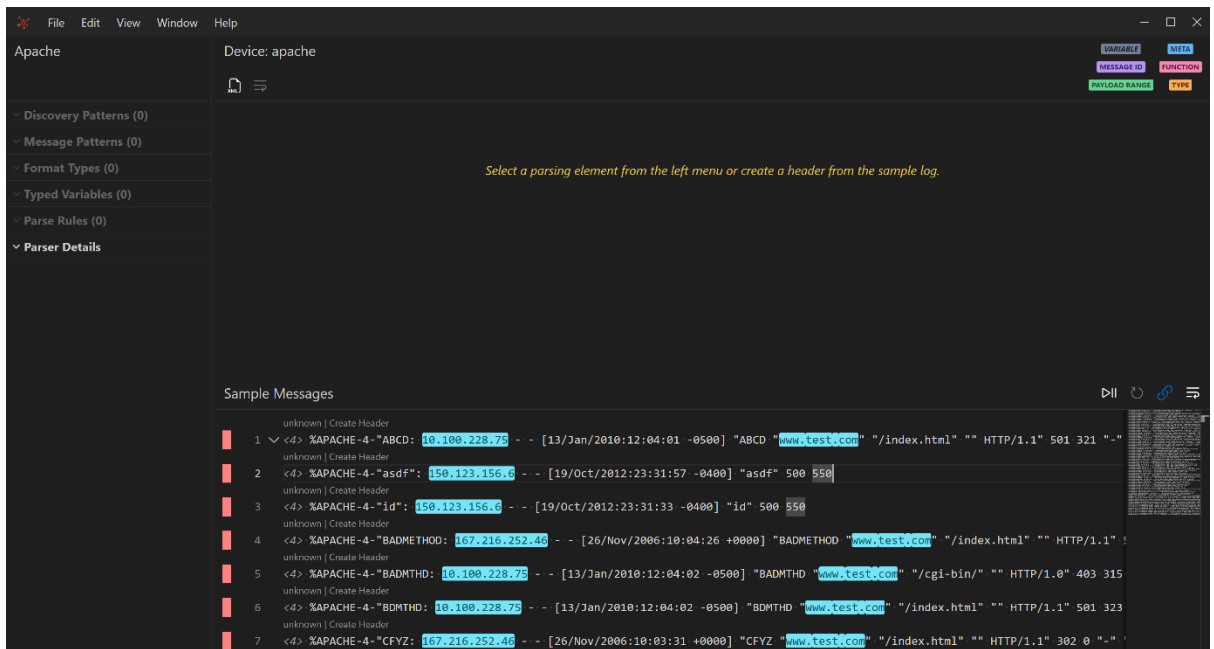 File Edit View Window Help
Apache
Device: apache
VARIABLE META
MESSAGE ID FUNCTION
PAYLOAD RANGE TYPE
XML
Discovery Patterns (0)
Message Patterns (0)
Format Types (0)
Typed Variables (0)
Parse Rules (0)
Parser Details
Select a parsing element from the left menu or create a header from the sample log.
Sample Messages
unknown | Create Header
1 <4> %APACHE-4-"ABCD: 10.100.228.75 - - [13/Jan/2010:12:04:01 -0500] "ABCD "www.test.com" "/index.html" "" HTTP/1.1" 501 321 "-"
unknown | Create Header
2 <4> %APACHE-4-"asdf": 150.123.156.6 - - [19/Oct/2012:23:31:57 -0400] "asdf" 500 550
unknown | Create Header
3 <4> %APACHE-4-"id": 150.123.156.6 - - [19/Oct/2012:23:31:33 -0400] "id" 500 550
unknown | Create Header
4 <4> %APACHE-4-"BADMETHOD: 167.216.252.46 - - [26/Nov/2006:10:04:26 +0000] "BADMETHOD "www.test.com" "/index.html" "" HTTP/1.1"
unknown | Create Header
5 <4> %APACHE-4-"BADMTHD: 10.100.228.75 - - [13/Jan/2010:12:04:02 -0500] "BADMTHD "www.test.com" "/cgi-bin/" "" HTTP/1.0" 403 315
unknown | Create Header
6 <4> %APACHE-4-"BDMTHD: 10.100.228.75 - - [13/Jan/2010:12:04:02 -0500] "BDMTHD "www.test.com" "/index.html" "" HTTP/1.1" 501 323
unknown | Create Header
7 <4> %APACHE-4-"CFYZ: 167.216.252.46 - - [26/Nov/2006:10:03:31 +0000] "CFYZ "www.test.com" "/index.html" "" HTTP/1.1" 302 0 "-" "